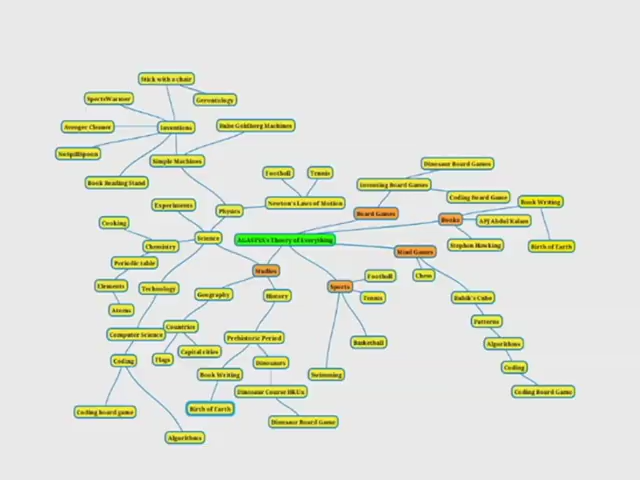 Stick with a chair
SportsWarmer
Gerontology
Scooger Cleaner
Inventions
Rube Goldberg Machines
NoSpillSpoon
Simple Machines
Book Reading Stand
Football
Tennis
Dinosaur Board Games
Inventing Board Games
Coding Board Game
Experiments
Physics
Newton's Laws of Motion
Board Games
Books
Book Writing
APJ Abdul Kalam
Cooking
Chemistry
Science
AGASTYA's Theory of Everything
Stephen Hawking
Birth of Earth
Mind Games
Periodic table
Studies
Football
Chess
Elements
Technology
Geography
History
Sports
Tennis
Rubik's Cube
Atoms
Patterns
Computer Science
Countries
Prehistoric Period
Basketball
Algorithms
Coding
Flags
Capital cities
Dinosaurs
Coding
Book Writing
Swimming
Dinosaur Course HKUx
Coding Board Game
Coding Board game
Birth of Earth
Dinosaur Board Game
Algorithms